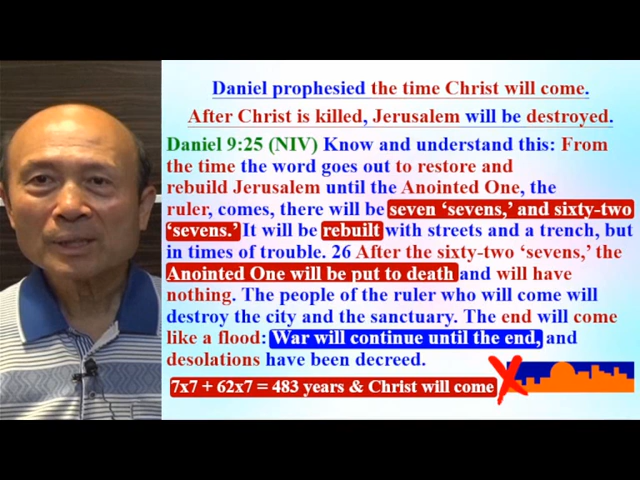 Daniel prophesied the time Christ will come.
After Christ is killed, Jerusalem will be destroyed.
Daniel 9:25 (NIV) Know and understand this: From
the time the word goes out to restore and
rebuild Jerusalem until the Anointed One, the
ruler, comes, there will be seven ‘sevens,’ and sixty-two
‘sevens.’ It will be rebuilt with streets and a trench, but
in times of trouble. 26 After the sixty-two ‘sevens,’ the
Anointed One will be put to death and will have
nothing. The people of the ruler who will come will
destroy the city and the sanctuary. The end will come
like a flood: War will continue until the end, and
desolations have been decreed.
7x7 + 62x7 = 483 years & Christ will come